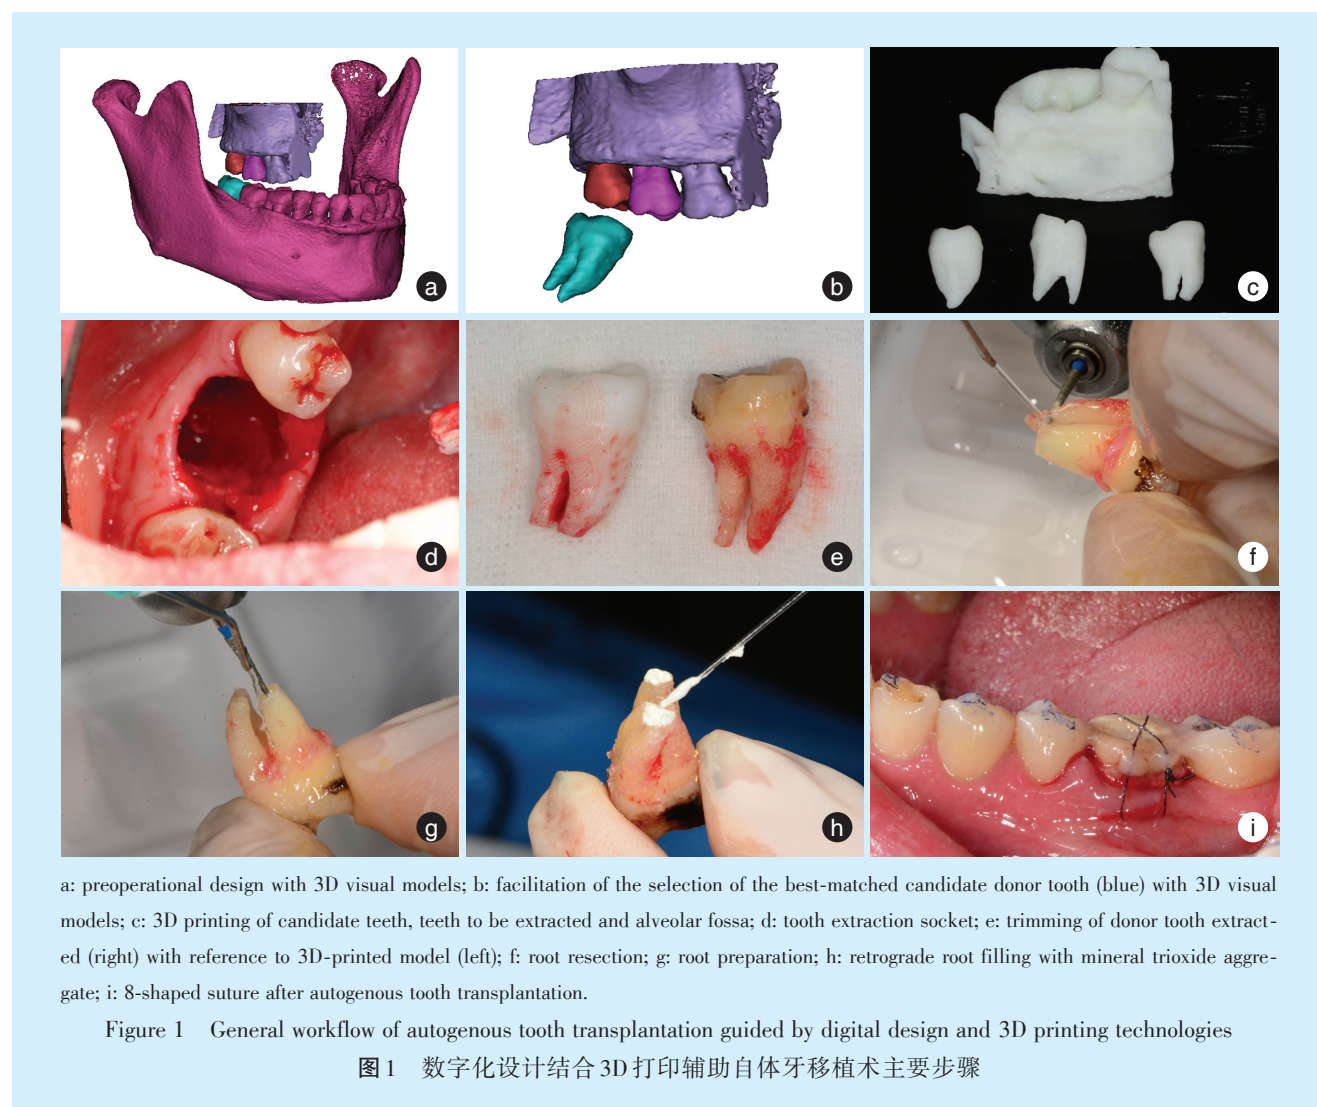 a
b
c
d
e
f
g
h
i
a: preoperational design with 3D visual models; b: facilitation of the selection of the best-matched candidate donor tooth (blue) with 3D visual
models; c: 3D printing of candidate teeth, teeth to be extracted and alveolar fossa; d: tooth extraction socket; e: trimming of donor tooth extract-
ed (right) with reference to 3D-printed model (left); f: root resection; g: root preparation; h: retrograde root filling with mineral trioxide aggre-
gate; i: 8-shaped suture after autogenous tooth transplantation.
Figure 1 General workflow of autogenous tooth transplantation guided by digital design and 3D printing technologies
图 1 数字化设计结合 3D 打印辅助自体牙移植术主要步骤